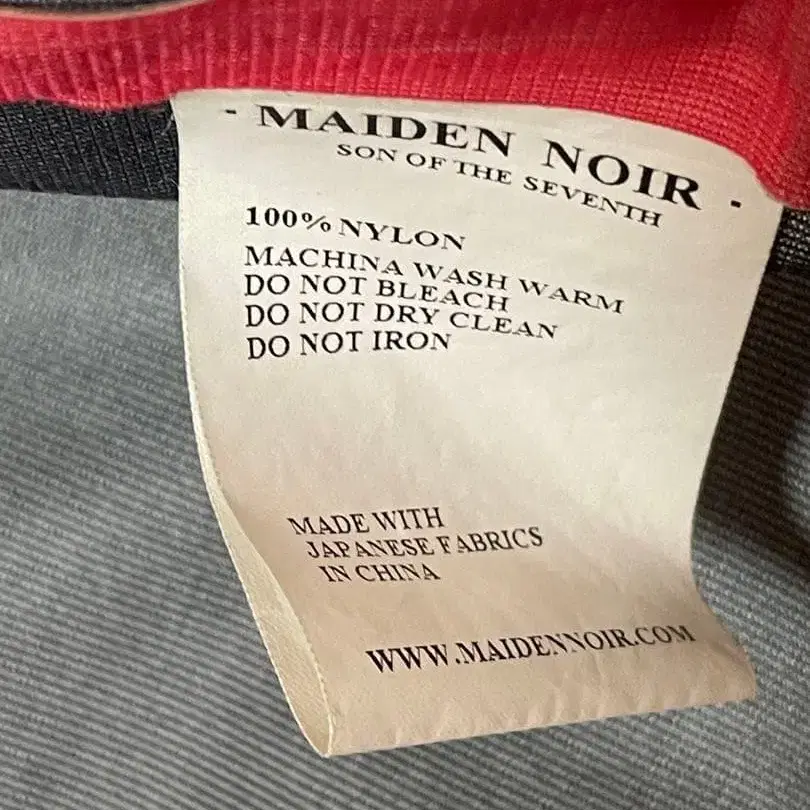 - MAIDEN NOIR -
SON OF THE SEVENTH
100% NYLON
MACHINA WASH WARM
DO NOT BLEACH
DO NOT DRY CLEAN
DO NOT IRON
MADE WITH
JAPANESE FABRICS
IN CHINA
WWW.MAIDENNOIR.COM